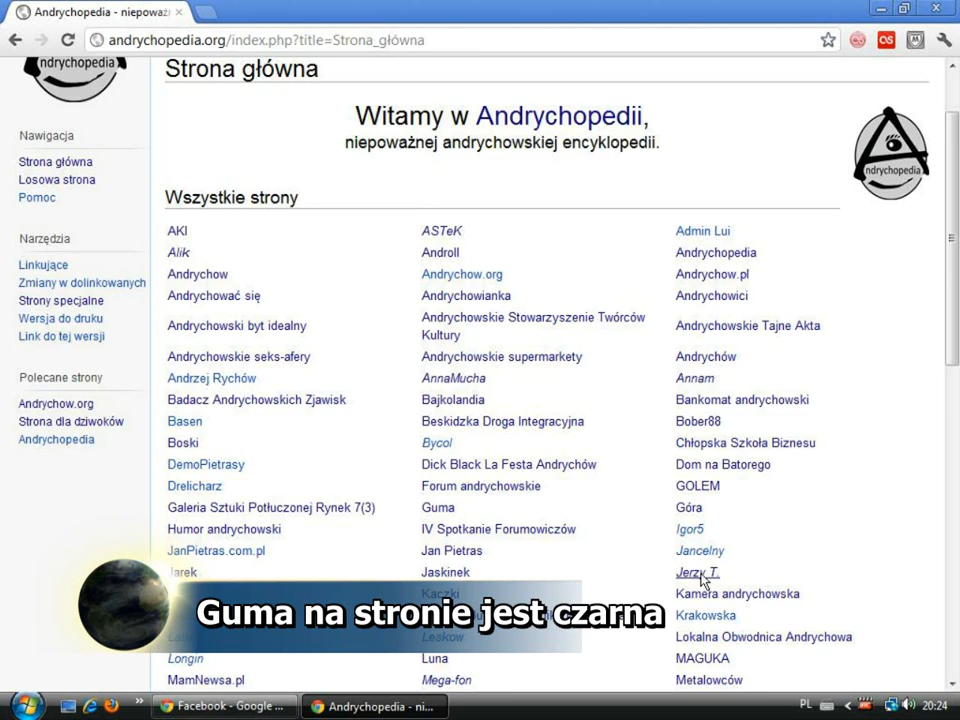 Andrychopedia - niepoważ
andrychopedia.org/index.php?title=Strona_główna
ndrychopedia
Strona główna
Witamy w Andrychopedii,
niepoważnej andrychowskiej encyklopedii.
ndrychopedia
Nawigacja
Strona główna
Losowa strona
Pomoc
Narzędzia
Linkujące
Zmiany w dolinkowanych
Strony specjalne
Wersja do druku
Link do tej wersji
Polecane strony
Andrychow.org
Strona dla dziwoków
Andrychopedia
Wszystkie strony
AKI ASTeK Admin Lui
Alik Androll Andrychopedia
Andrychow Andrychow.org Andrychow.pl
Andrychować się Andrychowianka Andrychowici
Andrychowski byt idealny Andrychowskie Stowarzyszenie Twórców Kultury Andrychowskie Tajne Akta
Andrychowskie seks-afery Andrychowskie supermarkety Andrychów
Andrzej Rychów AnnaMucha Annam
Badacz Andrychowskich Zjawisk Bajkolandia Bankomat andrychowski
Basen Beskidzka Droga Integracyjna Bober88
Boski Bycol Chłopska Szkoła Biznesu
DemoPietrasy Dick Black La Festa Andrychów Dom na Batorego
Drelicharz Forum andrychowskie GOLEM
Galeria Sztuki Potłuczonej Rynek 7(3) Guma Góra
Humor andrychowski IV Spotkanie Forumowiczów Igor5
JanPietras.com.pl Jan Pietras Jancelny
Jarek Jaskinek Jerzy T.
Kaczki Kamera andrychowska
Krakowska
Leskow Lokalna Obwodnica Andrychowa
Longin Luna MAGUKA
MamNewsa.pl Mega-fon Metalowców
Guma na stronie jest czarna
Facebook - Google ...
Andrychopedia - ni...
PL
20:24